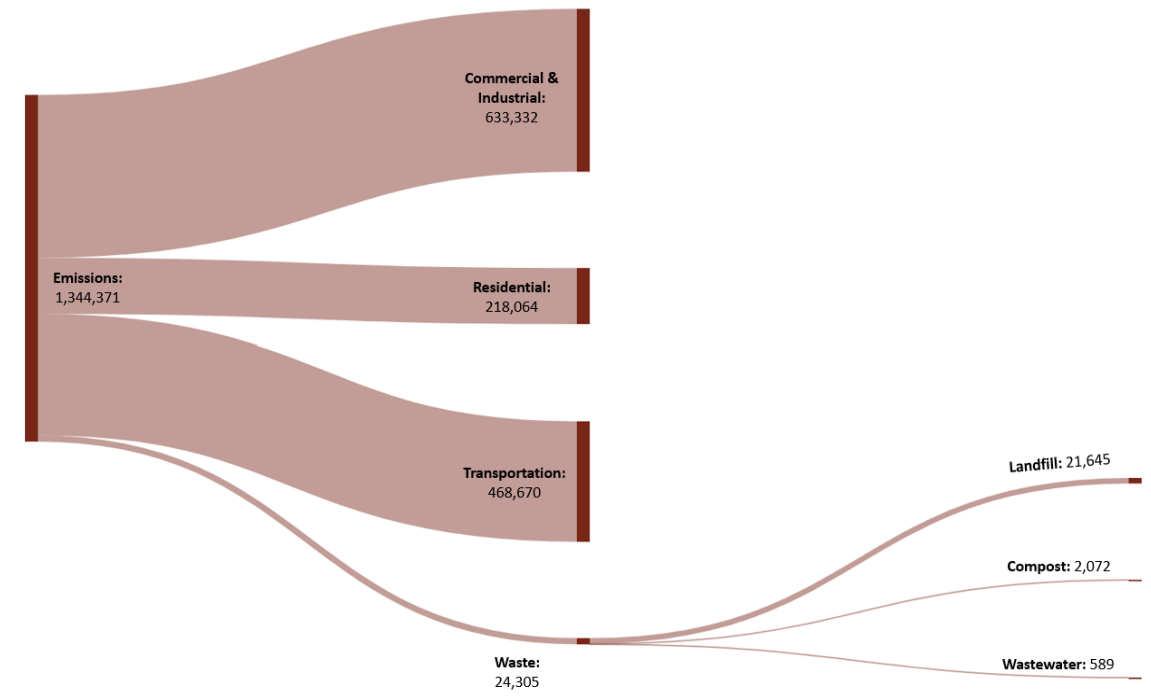 Commercial &
Industrial:
633,332
Emissions:
1,344,371
Residential:
218,064
Transportation:
468,670
Landfill: 21,645
Compost: 2,072
Waste:
24,305
Wastewater: 589